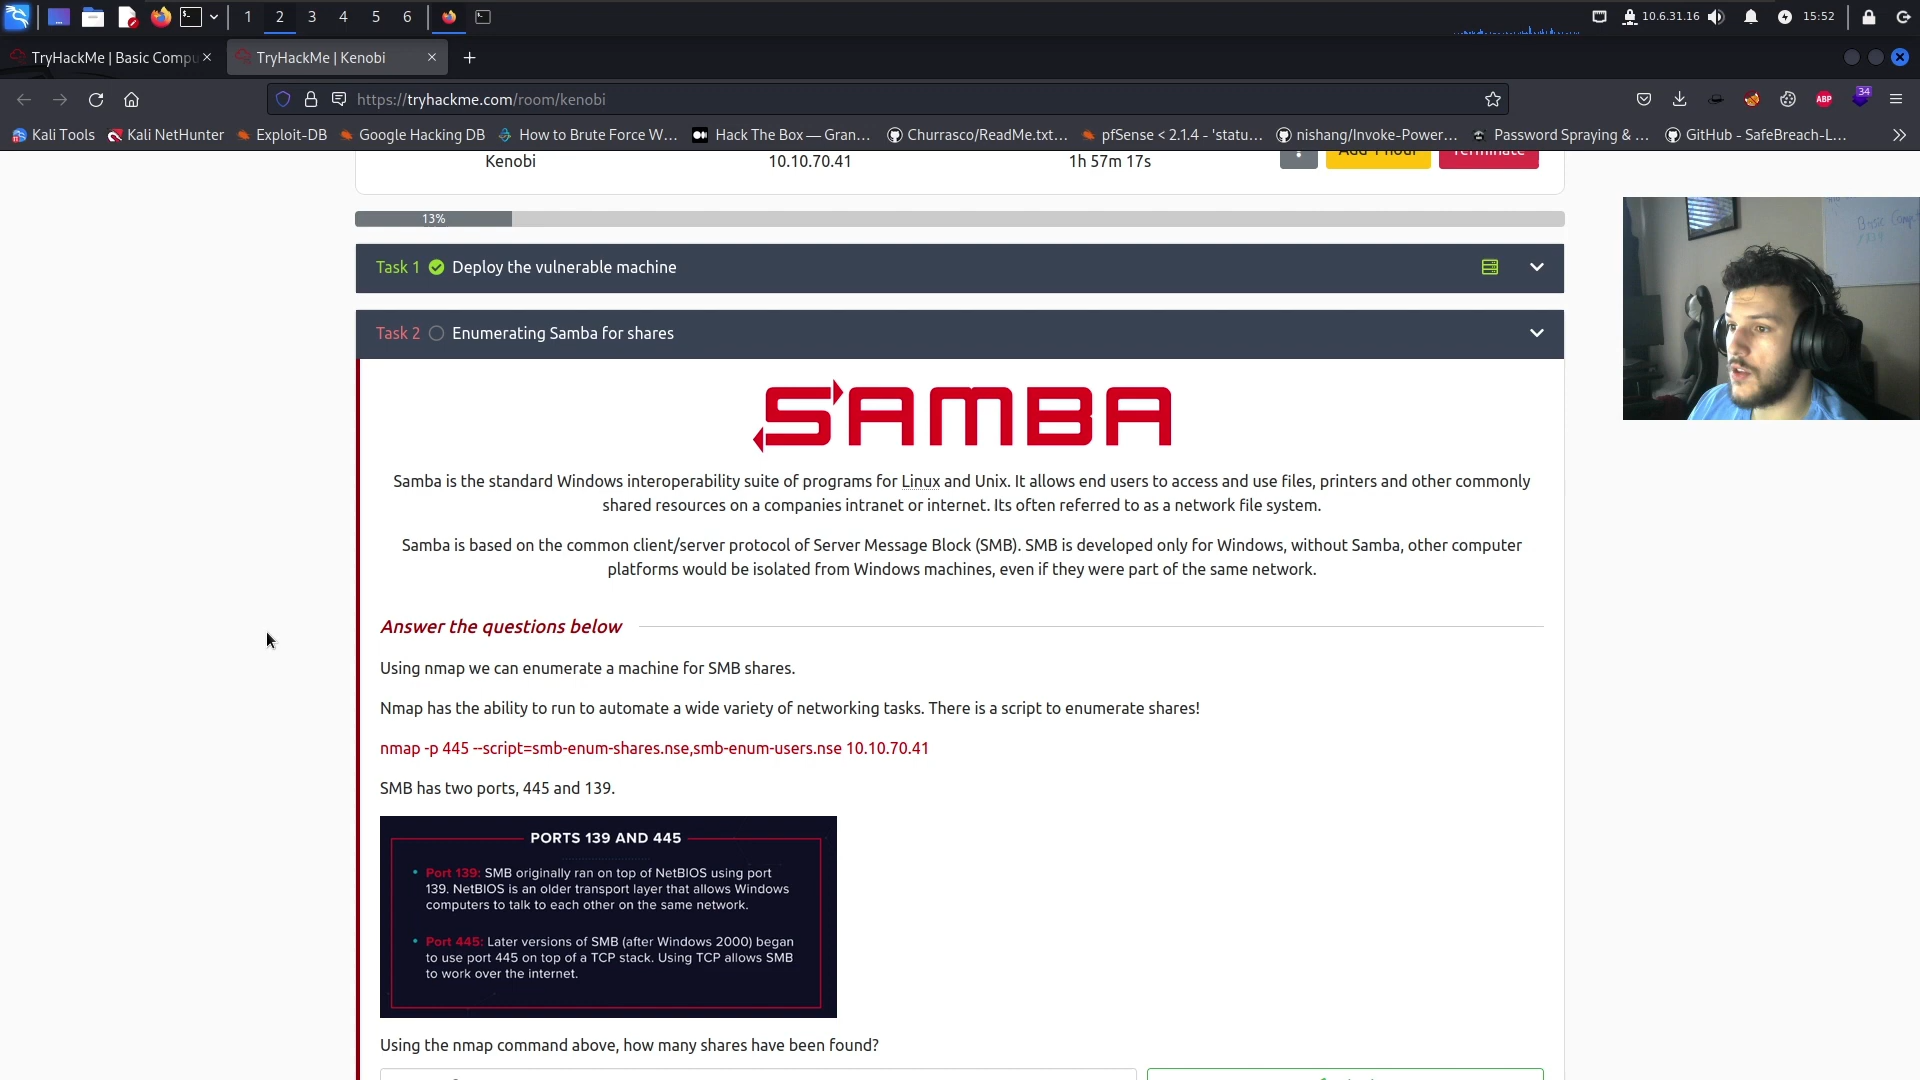 1 2 3 4 5 6 10.6.31.16 15:52
TryHackMe | Basic Compu TryHackMe | Kenobi
https://tryhackme.com/room/kenobi ABP 34
Kali Tools Kali NetHunter Exploit-DB Google Hacking DB How to Brute Force W... Hack The Box — Gran... Churrasco/ReadMe.txt... pfSense < 2.1.4 - 'statu... nishang/Invoke-Power... Password Spraying & ... GitHub - SafeBreach-L...
Kenobi 10.10.70.41 1h 57m 17s Add 1 hour Terminate
13%
Task 1 Deploy the vulnerable machine
Task 2 Enumerating Samba for shares
SAMBA
Samba is the standard Windows interoperability suite of programs for Linux and Unix. It allows end users to access and use files, printers and other commonly
shared resources on a companies intranet or internet. Its often referred to as a network file system.
Samba is based on the common client/server protocol of Server Message Block (SMB). SMB is developed only for Windows, without Samba, other computer
platforms would be isolated from Windows machines, even if they were part of the same network.
Answer the questions below
Using nmap we can enumerate a machine for SMB shares.
Nmap has the ability to run to automate a wide variety of networking tasks. There is a script to enumerate shares!
nmap -p 445 --script=smb-enum-shares.nse,smb-enum-users.nse 10.10.70.41
SMB has two ports, 445 and 139.
PORTS 139 AND 445
• Port 139: SMB originally ran on top of NetBIOS using port
139. NetBIOS is an older transport layer that allows Windows
computers to talk to each other on the same network.
• Port 445: Later versions of SMB (after Windows 2000) began
to use port 445 on top of a TCP stack. Using TCP allows SMB
to work over the internet.
Using the nmap command above, how many shares have been found?